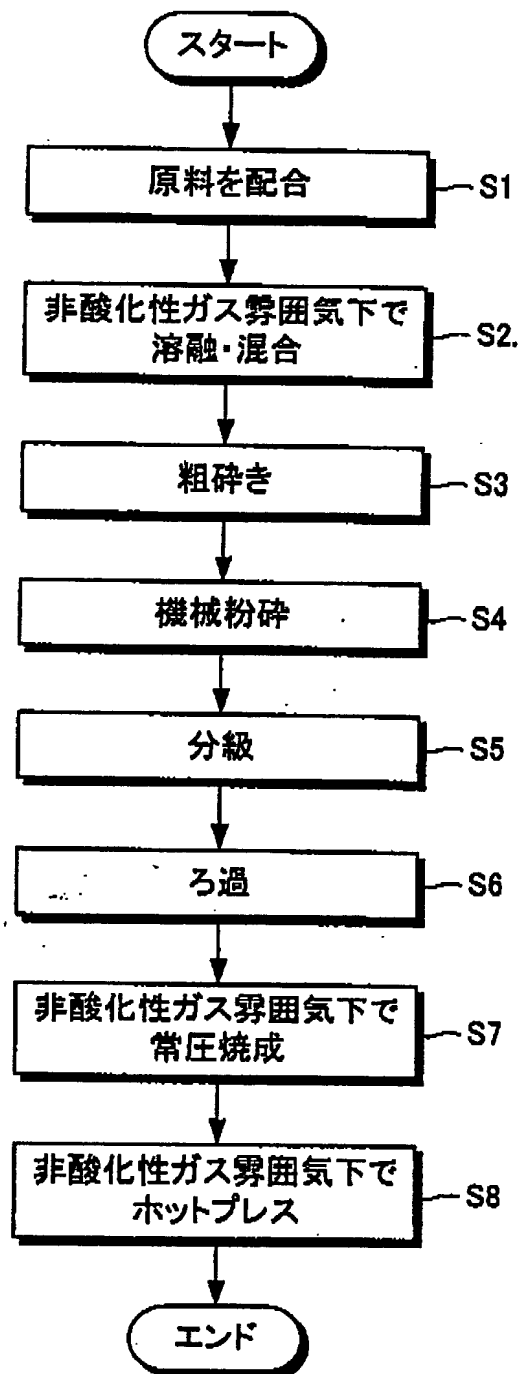 スタート
原料を配合
S1
非酸化性ガス雰囲気下で
溶融・混合
S2.
粗砕き
S3
機械粉砕
S4
分級
S5
ろ過
S6
非酸化性ガス雰囲気下で
常圧焼成
S7
非酸化性ガス雰囲気下で
ホットプレス
S8
エンド